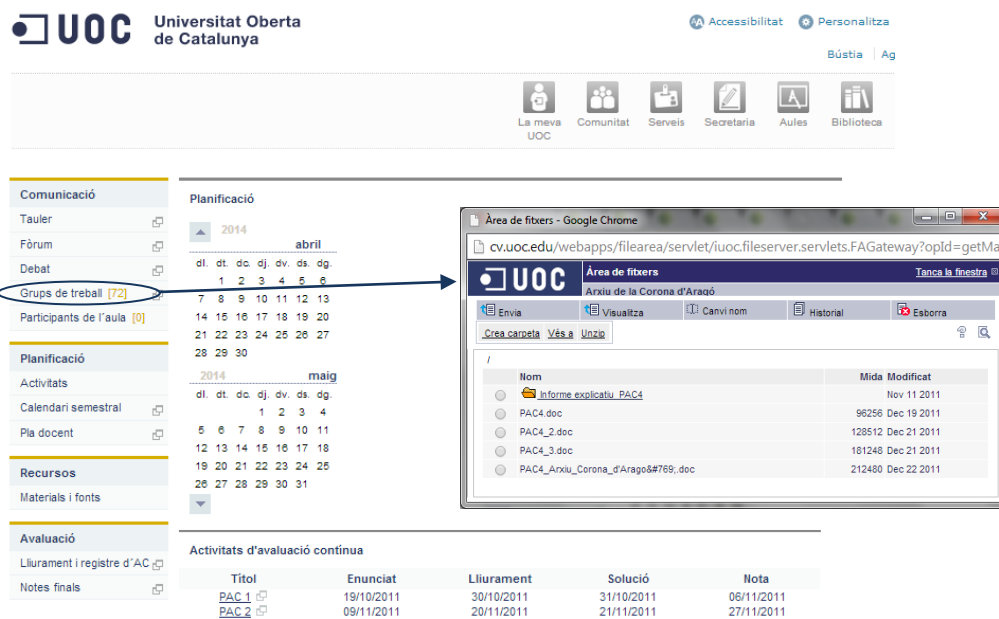 UOC Universitat Oberta
de Catalunya
Accessibilitat Personalitza
Bústia Ag
La meva
UOC
Comunitat
Serveis
Secretaria
Aules
Biblioteca
Comunicació
Tauler
Fòrum
Debat
Grups de treball [72]
Participants de l´aula [0]
Planificació
Activitats
Calendari semestral
Pla docent
Recursos
Materials i fonts
Avaluació
Lliurament i registre d´AC
Notes finals
Planificació
2014
abril
dl. dt. dc. dj. dv. ds. dg.
1 2 3 4 5 6
7 8 9 10 11 12 13
14 15 16 17 18 19 20
21 22 23 24 25 26 27
28 29 30
2014 maig
dl. dt. dc. dj. dv. ds. dg.
1 2 3 4
5 6 7 8 9 10 11
12 13 14 15 16 17 18
19 20 21 22 23 24 25
26 27 28 29 30 31
Àrea de fitxers - Google Chrome
cv.uoc.edu/webapps/filearea/servlet/iuoc.fileserver.servlets.FAGateway?opId=getMa
UOC
Àrea de fitxers Tanca la finestra
Arxiu de la Corona d'Aragó
Envia Visualitza Canvi nom Historial Esborra
Crea carpeta Vés a Unzip
/
Nom Mida Modificat
Informe explicatiu PAC4 Nov 11 2011
PAC4.doc 96256 Dec 19 2011
PAC4_2.doc 128512 Dec 21 2011
PAC4_3.doc 181248 Dec 21 2011
PAC4_Arxiu_Corona_d'Arago&#769;.doc 212480 Dec 22 2011
Activitats d'avaluació contínua
Títol Enunciat Lliurament Solució Nota
PAC 1 19/10/2011 30/10/2011 31/10/2011 06/11/2011
PAC 2 09/11/2011 20/11/2011 21/11/2011 27/11/2011